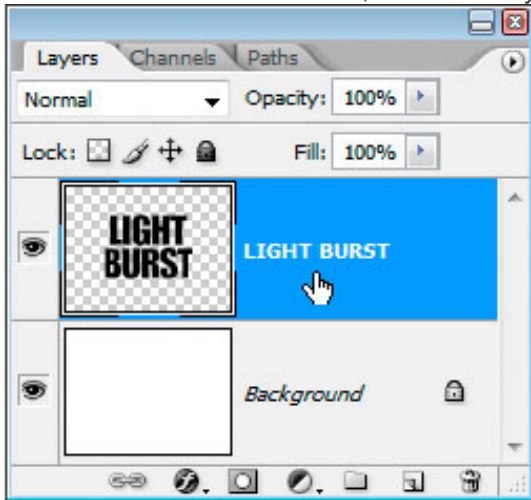 Layers Channels Paths
Normal Opacity: 100%
Lock: Fill: 100%
LIGHT
BURST
LIGHT BURST
Background